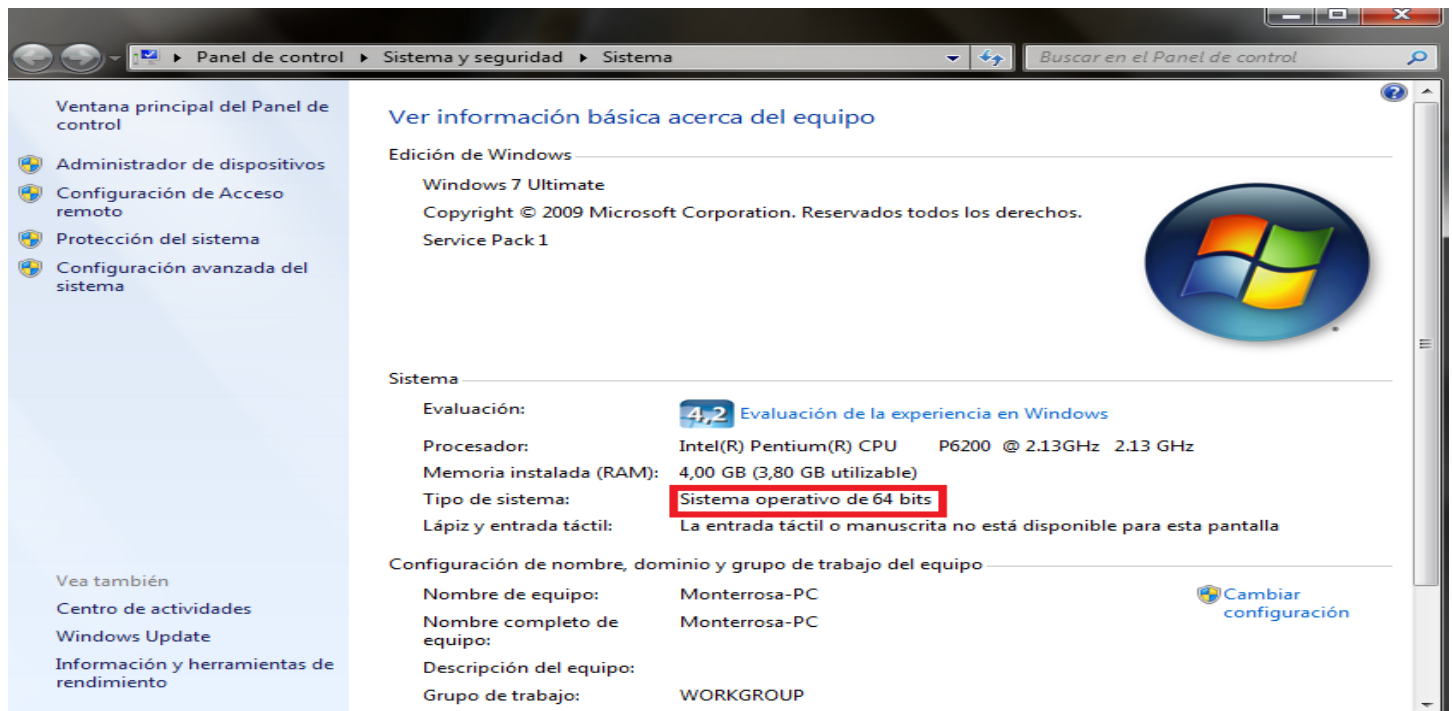 Panel de control ▸ Sistema y seguridad ▸ Sistema
Buscar en el Panel de control
Ventana principal del Panel de
control
Administrador de dispositivos
Configuración de Acceso
remoto
Protección del sistema
Configuración avanzada del
sistema
Vea también
Centro de actividades
Windows Update
Información y herramientas de
rendimiento
Ver información básica acerca del equipo
Edición de Windows
Windows 7 Ultimate
Copyright © 2009 Microsoft Corporation. Reservados todos los derechos.
Service Pack 1
Sistema
Evaluación: 4,2 Evaluación de la experiencia en Windows
Procesador: Intel(R) Pentium(R) CPU P6200 @ 2.13GHz 2.13 GHz
Memoria instalada (RAM): 4,00 GB (3,80 GB utilizable)
Tipo de sistema: Sistema operativo de 64 bits
Lápiz y entrada táctil: La entrada táctil o manuscrita no está disponible para esta pantalla
Configuración de nombre, dominio y grupo de trabajo del equipo
Nombre de equipo: Monterrosa-PC
Cambiar
configuración
Nombre completo de
equipo:
Monterrosa-PC
Descripción del equipo:
Grupo de trabajo: WORKGROUP